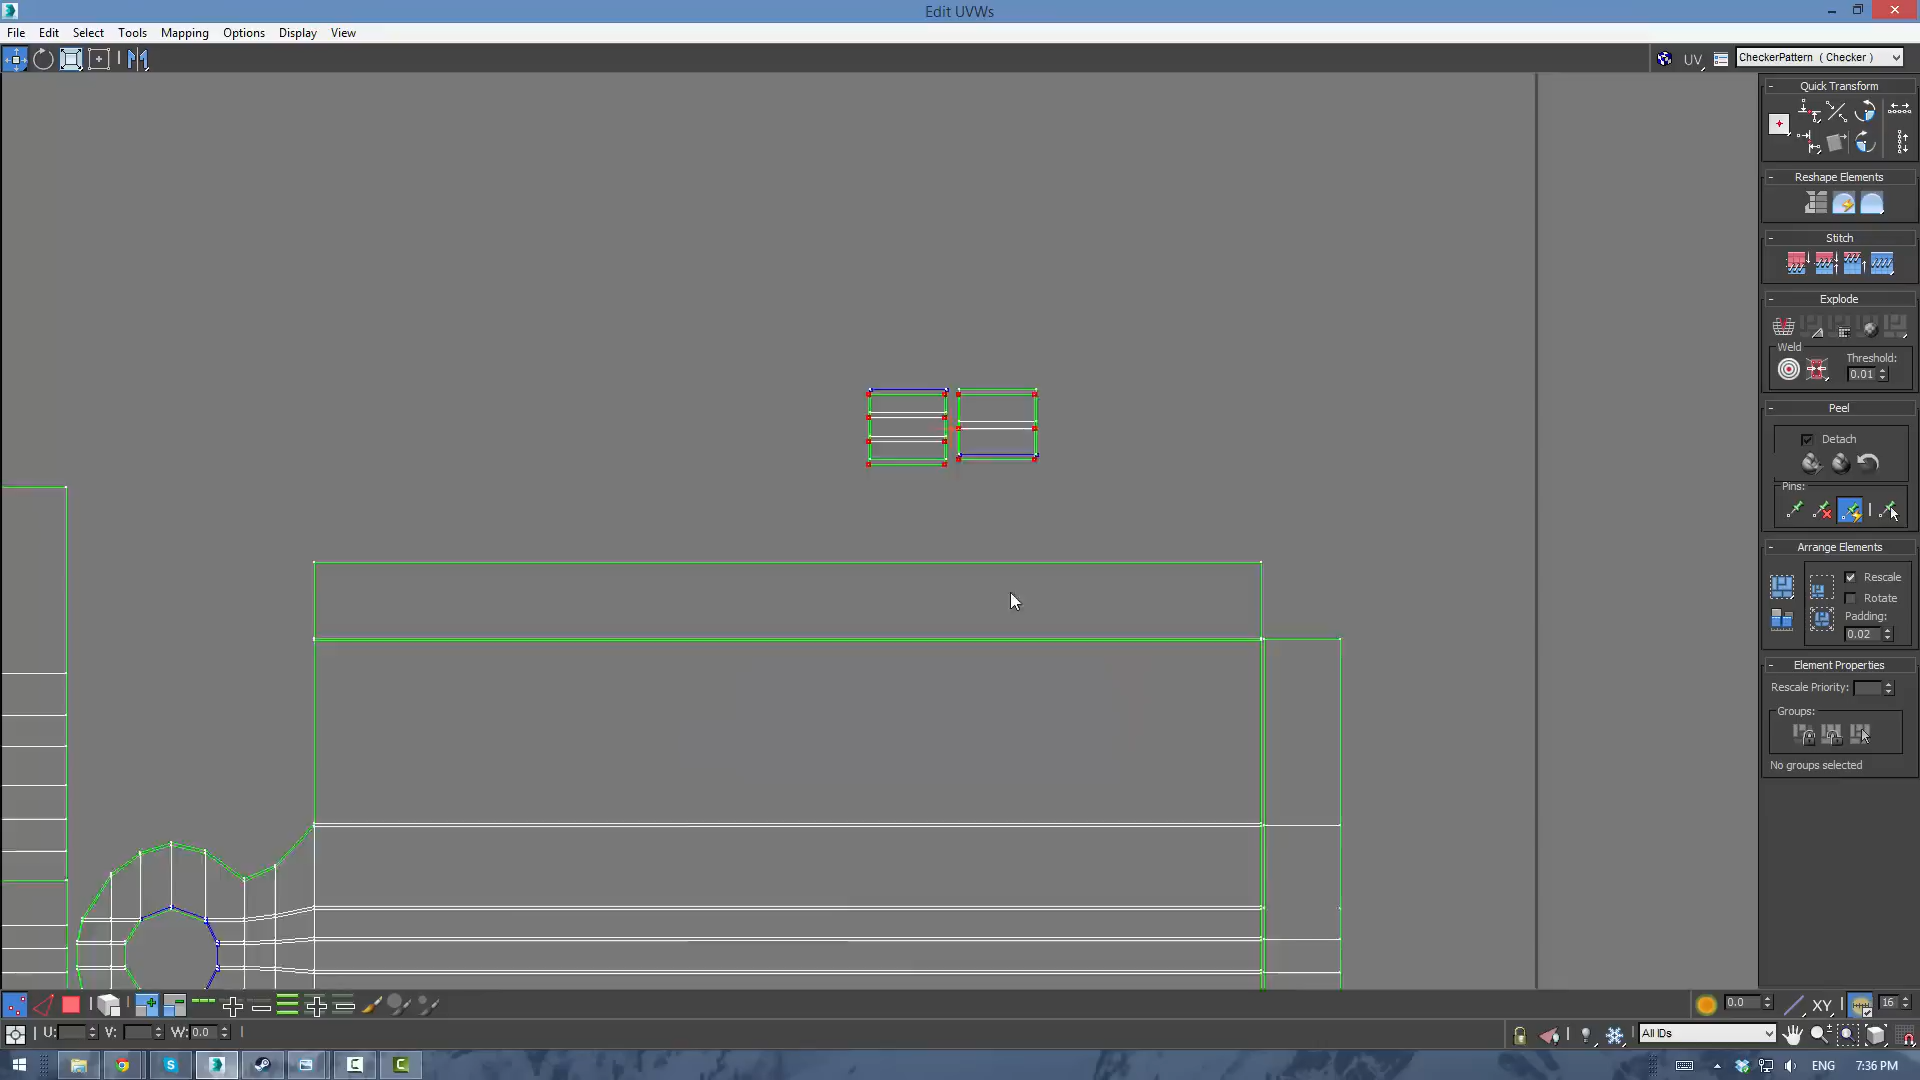 Edit UVWs
File Edit Select Tools Mapping Options Display View
UV CheckerPattern ( Checker )
Quick Transform
Reshape Elements
Stitch
Explode
Weld
Threshold:
0.01
Peel
Detach
Pins:
Arrange Elements
Rescale
Rotate
Padding:
0.02
Element Properties
Rescale Priority:
Groups:
No groups selected
0.0 XY 16
U: V: W: 0.0 All IDs
ENG 7:36 PM